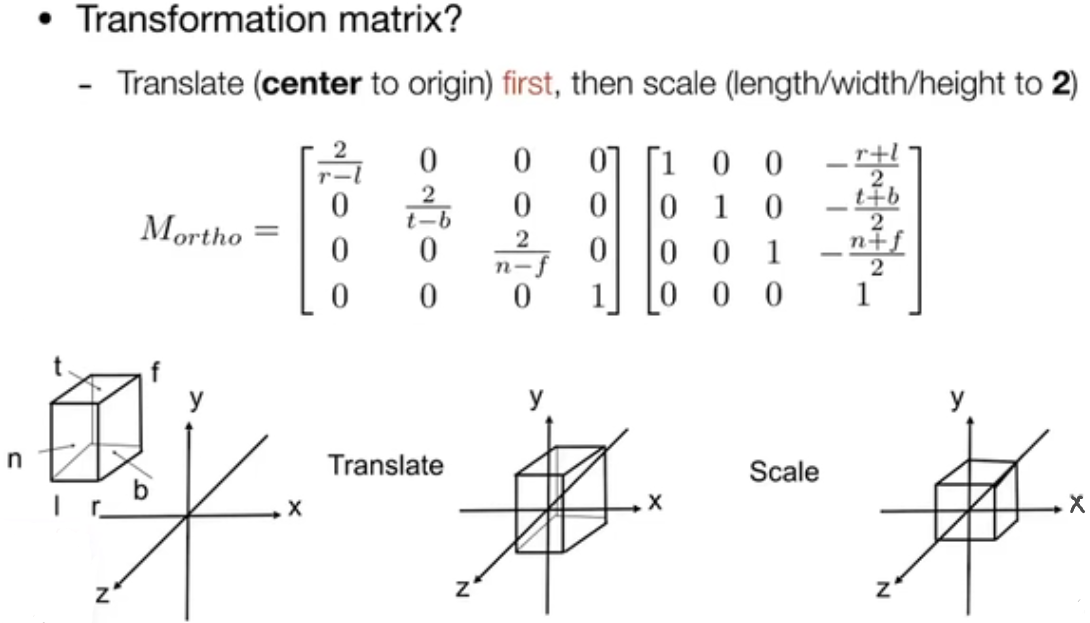 • Transformation matrix?
- Translate (center to origin) first, then scale (length/width/height to 2)
M_{ortho} = \begin{bmatrix} \frac{2}{r-l} & 0 & 0 & 0 \\ 0 & \frac{2}{t-b} & 0 & 0 \\ 0 & 0 & \frac{2}{n-f} & 0 \\ 0 & 0 & 0 & 1 \end{bmatrix} \begin{bmatrix} 1 & 0 & 0 & -\frac{r+l}{2} \\ 0 & 1 & 0 & -\frac{t+b}{2} \\ 0 & 0 & 1 & -\frac{n+f}{2} \\ 0 & 0 & 0 & 1 \end{bmatrix}
t f
n
l r b
y
x
z
Translate
y
x
z
Scale
y
x
z